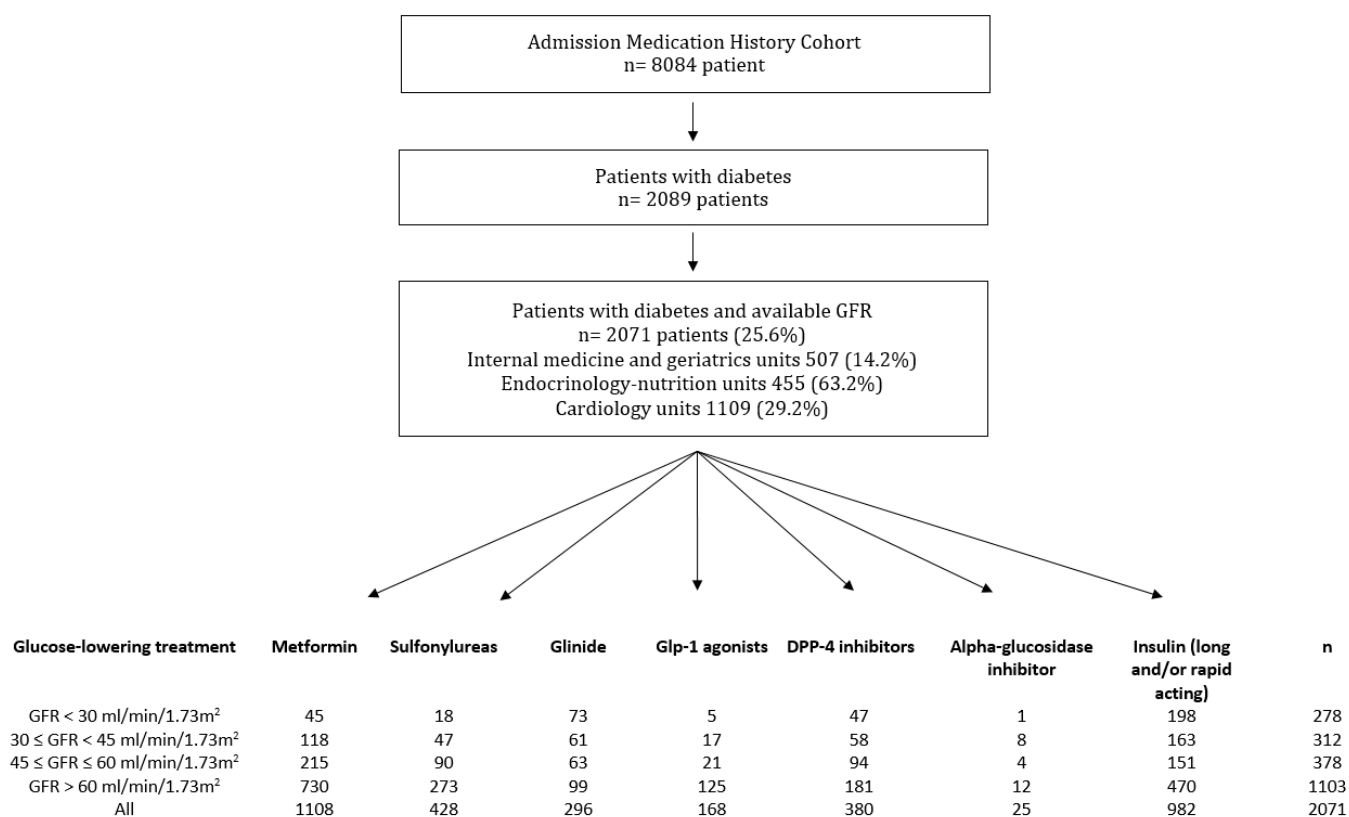 Admission Medication History Cohort
n= 8084 patient
Patients with diabetes
n= 2089 patients
Patients with diabetes and available GFR
n= 2071 patients (25.6%)
Internal medicine and geriatrics units 507 (14.2%)
Endocrinology-nutrition units 455 (63.2%)
Cardiology units 1109 (29.2%)
Glucose-lowering treatment Metformin Sulfonylureas Glinide Glp-1 agonists DPP-4 inhibitors Alpha-glucosidase inhibitor Insulin (long and/or rapid acting) n
GFR < 30 ml/min/1.73m² 45 18 73 5 47 1 198 278
30 ≤ GFR < 45 ml/min/1.73m² 118 47 61 17 58 8 163 312
45 ≤ GFR ≤ 60 ml/min/1.73m² 215 90 63 21 94 4 151 378
GFR > 60 ml/min/1.73m² 730 273 99 125 181 12 470 1103
All 1108 428 296 168 380 25 982 2071